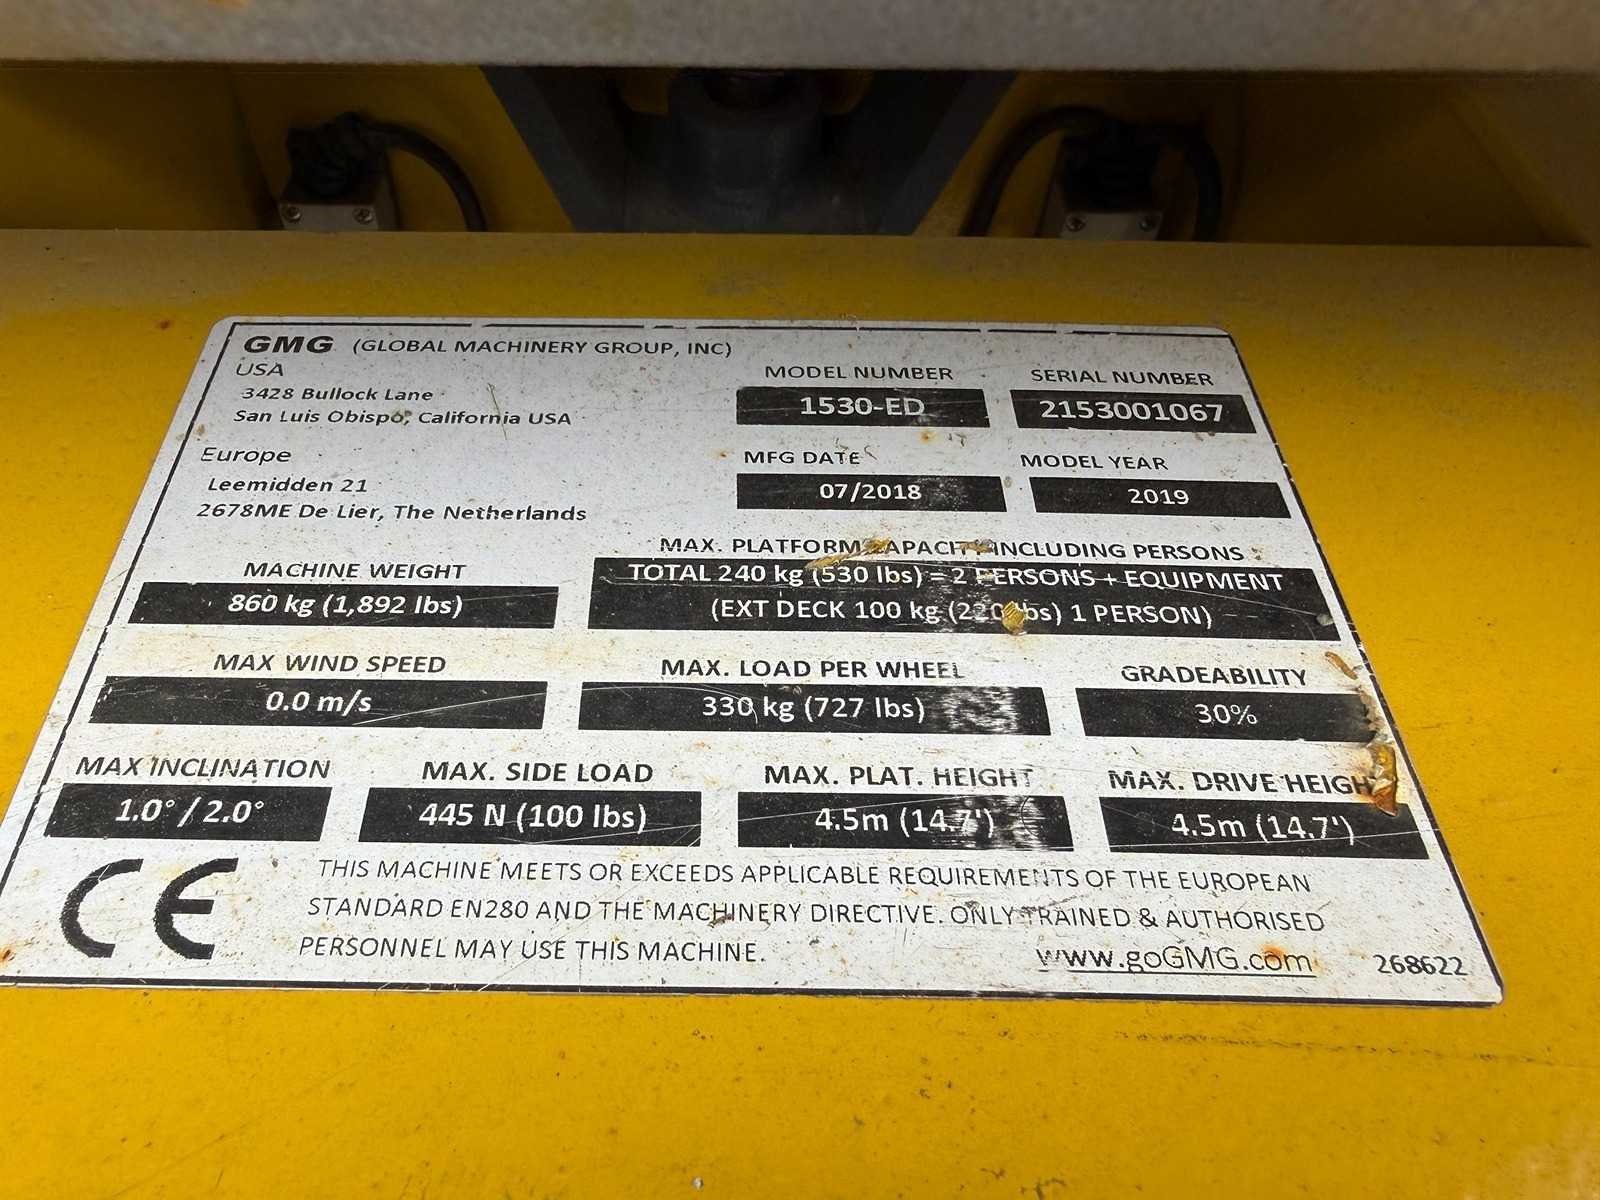 GMG (GLOBAL MACHINERY GROUP, INC)
USA
3428 Bullock Lane
San Luis Obispo, California USA
Europe
Leemidden 21
2678ME De Lier, The Netherlands
MODEL NUMBER
1530-ED
SERIAL NUMBER
2153001067
MFG DATE
07/2018
MODEL YEAR
2019
MACHINE WEIGHT
860 kg (1,892 lbs)
MAX. PLATFORM CAPACITY INCLUDING PERSONS :
TOTAL 240 kg (530 lbs) = 2 PERSONS + EQUIPMENT
(EXT DECK 100 kg (220 lbs) 1 PERSON)
MAX WIND SPEED
0.0 m/s
MAX. LOAD PER WHEEL
330 kg (727 lbs)
GRADEABILITY
30%
MAX INCLINATION
1.0° / 2.0°
MAX. SIDE LOAD
445 N (100 lbs)
MAX. PLAT. HEIGHT
4.5m (14.7')
MAX. DRIVE HEIGHT
4.5m (14.7')
CE
THIS MACHINE MEETS OR EXCEEDS APPLICABLE REQUIREMENTS OF THE EUROPEAN
STANDARD EN280 AND THE MACHINERY DIRECTIVE. ONLY TRAINED & AUTHORISED
PERSONNEL MAY USE THIS MACHINE.
www.goGMG.com
268622